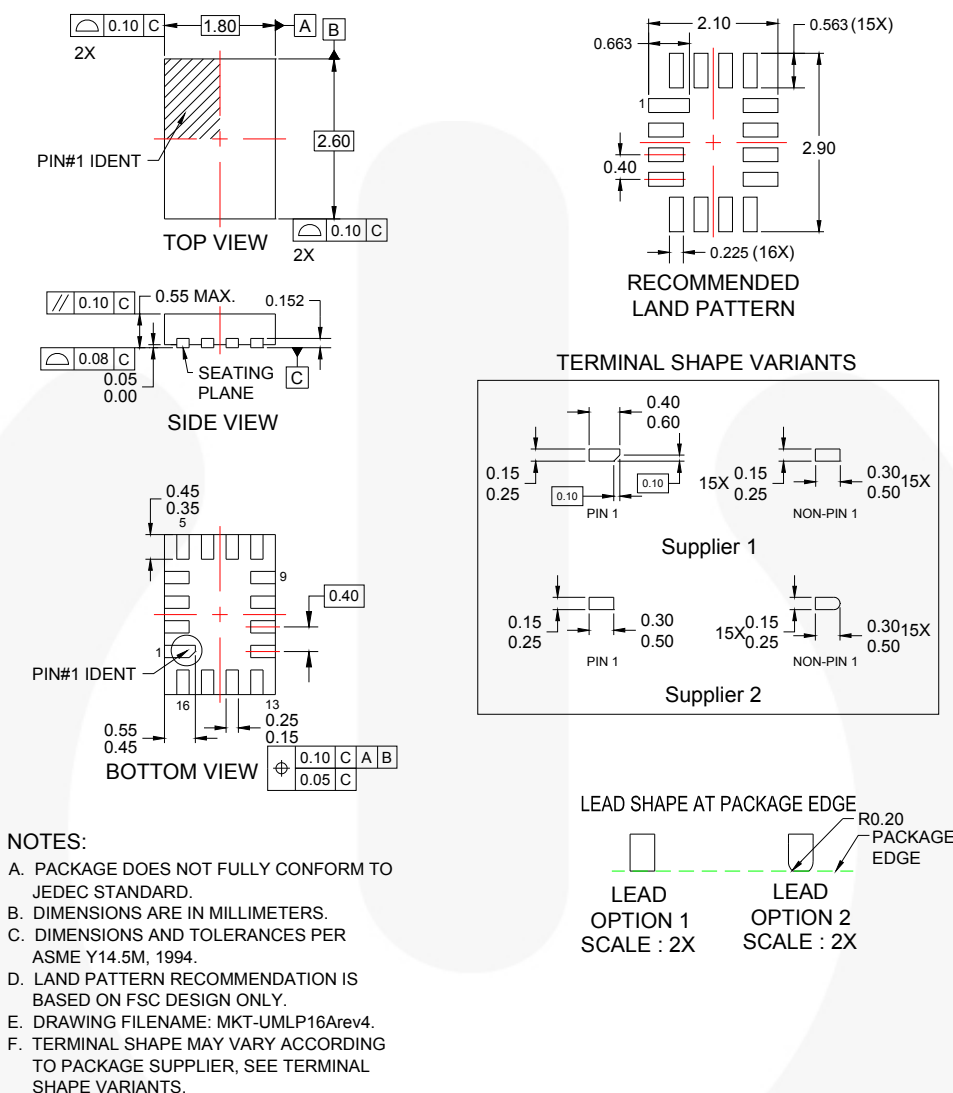 0.10 C
2X
1.80
A
B
PIN#1 IDENT
2.60
TOP VIEW
0.10 C
2X
2.10
0.563 (15X)
0.663
1
0.40
2.90
0.225 (16X)
RECOMMENDED
LAND PATTERN
// 0.10 C
0.55 MAX.
0.152
0.08 C
0.05
0.00
SEATING
PLANE
C
SIDE VIEW
TERMINAL SHAPE VARIANTS
0.40
0.60
0.15
0.25
0.10
0.10
PIN 1
15X 0.15
0.25
0.30 15X
0.50
NON-PIN 1
Supplier 1
0.15
0.25
0.30
0.50
PIN 1
15X 0.15
0.25
0.30 15X
0.50
NON-PIN 1
Supplier 2
0.45
0.35
5
9
0.40
1
PIN#1 IDENT
16
13
0.55
0.45
0.25
0.15
BOTTOM VIEW
⌖ 0.10 C A B
0.05 C
LEAD SHAPE AT PACKAGE EDGE
R0.20
PACKAGE
EDGE
LEAD
OPTION 1
SCALE : 2X
LEAD
OPTION 2
SCALE : 2X
NOTES:
A. PACKAGE DOES NOT FULLY CONFORM TO
JEDEC STANDARD.
B. DIMENSIONS ARE IN MILLIMETERS.
C. DIMENSIONS AND TOLERANCES PER
ASME Y14.5M, 1994.
D. LAND PATTERN RECOMMENDATION IS
BASED ON FSC DESIGN ONLY.
E. DRAWING FILENAME: MKT-UMLP16Arev4.
F. TERMINAL SHAPE MAY VARY ACCORDING
TO PACKAGE SUPPLIER, SEE TERMINAL
SHAPE VARIANTS.